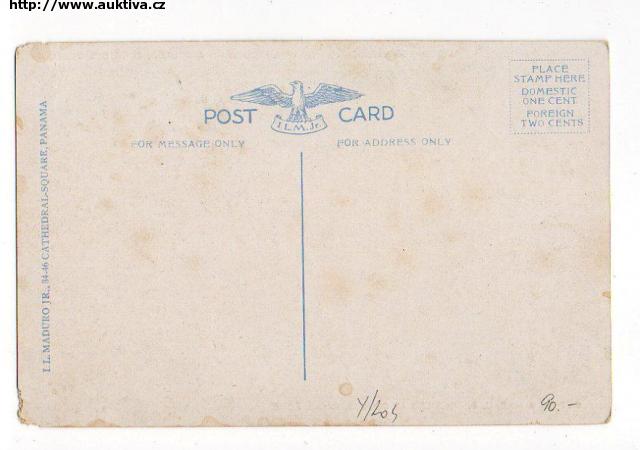 http://www.auktiva.cz
POST CARD
I.L.M. Jr.
FOR MESSAGE ONLY
FOR ADDRESS ONLY
PLACE
STAMP HERE
DOMESTIC
ONE CENT
FOREIGN
TWO CENTS
I. L. MADURO JR., 34-46 CATHEDRAL-SQUARE, PANAMA
90.-